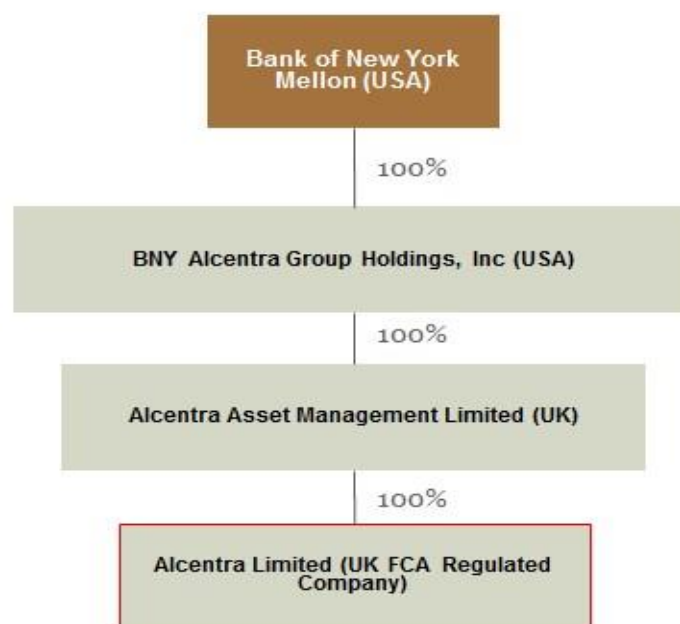 Bank of New York
Mellon (USA)
100%
BNY Alcentra Group Holdings, Inc (USA)
100%
Alcentra Asset Management Limited (UK)
100%
Alcentra Limited (UK FCA Regulated
Company)